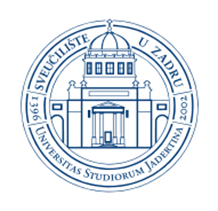 SVEUČILIŠTE U ZADRU
1396 UNIVERSITAS STUDIORUM JADERTINA 2002